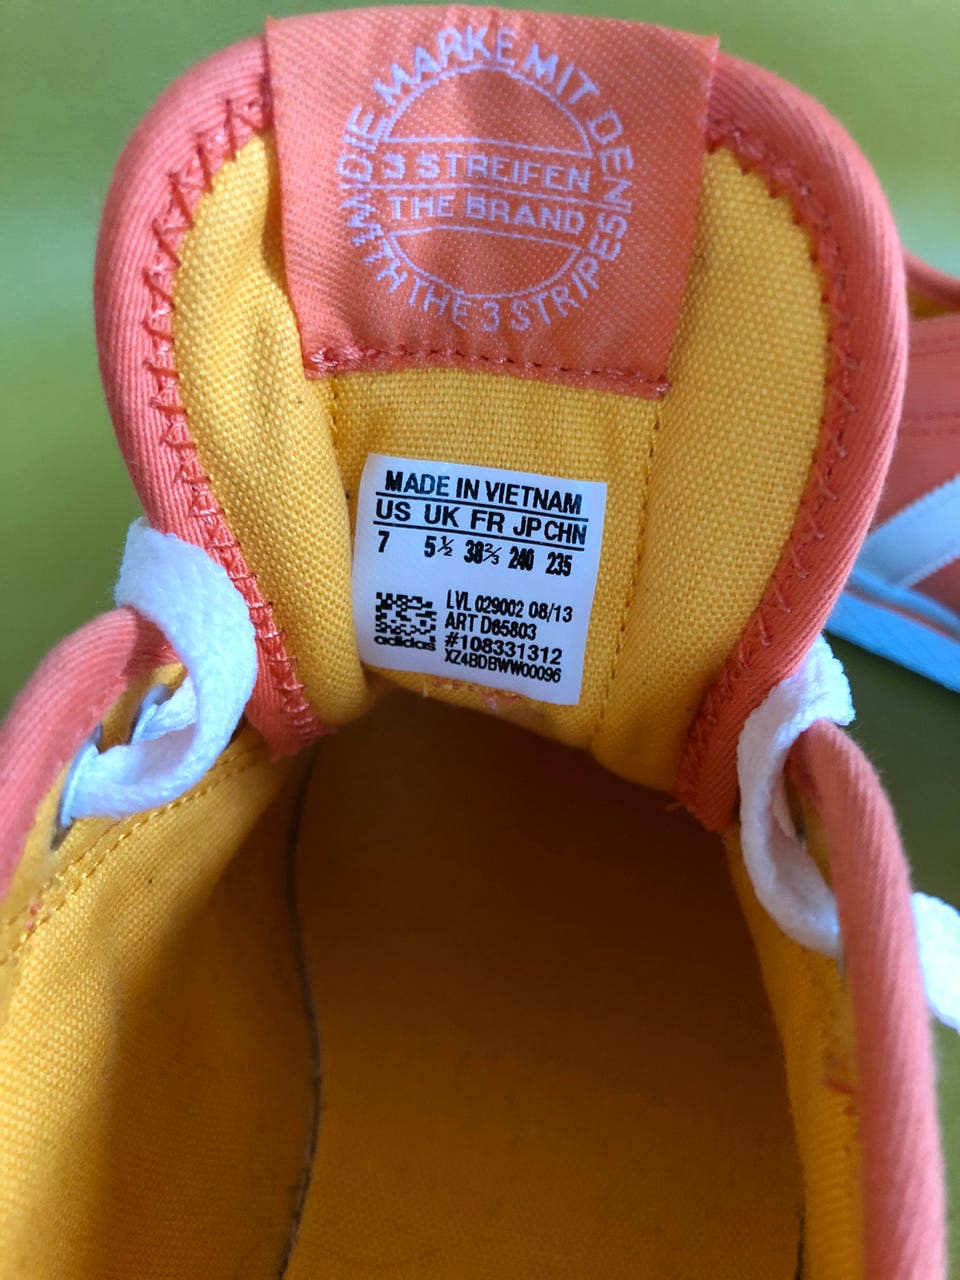 DIE MARKE MIT DEN
3 STREIFEN
THE BRAND
WITH THE 3 STRIPES
MADE IN VIETNAM
US UK FR JP CHN
7 5½ 38⅔ 240 235
LVL 029002 08/13
ART D65803
#108331312
XZ4BDBWW00096
adidas